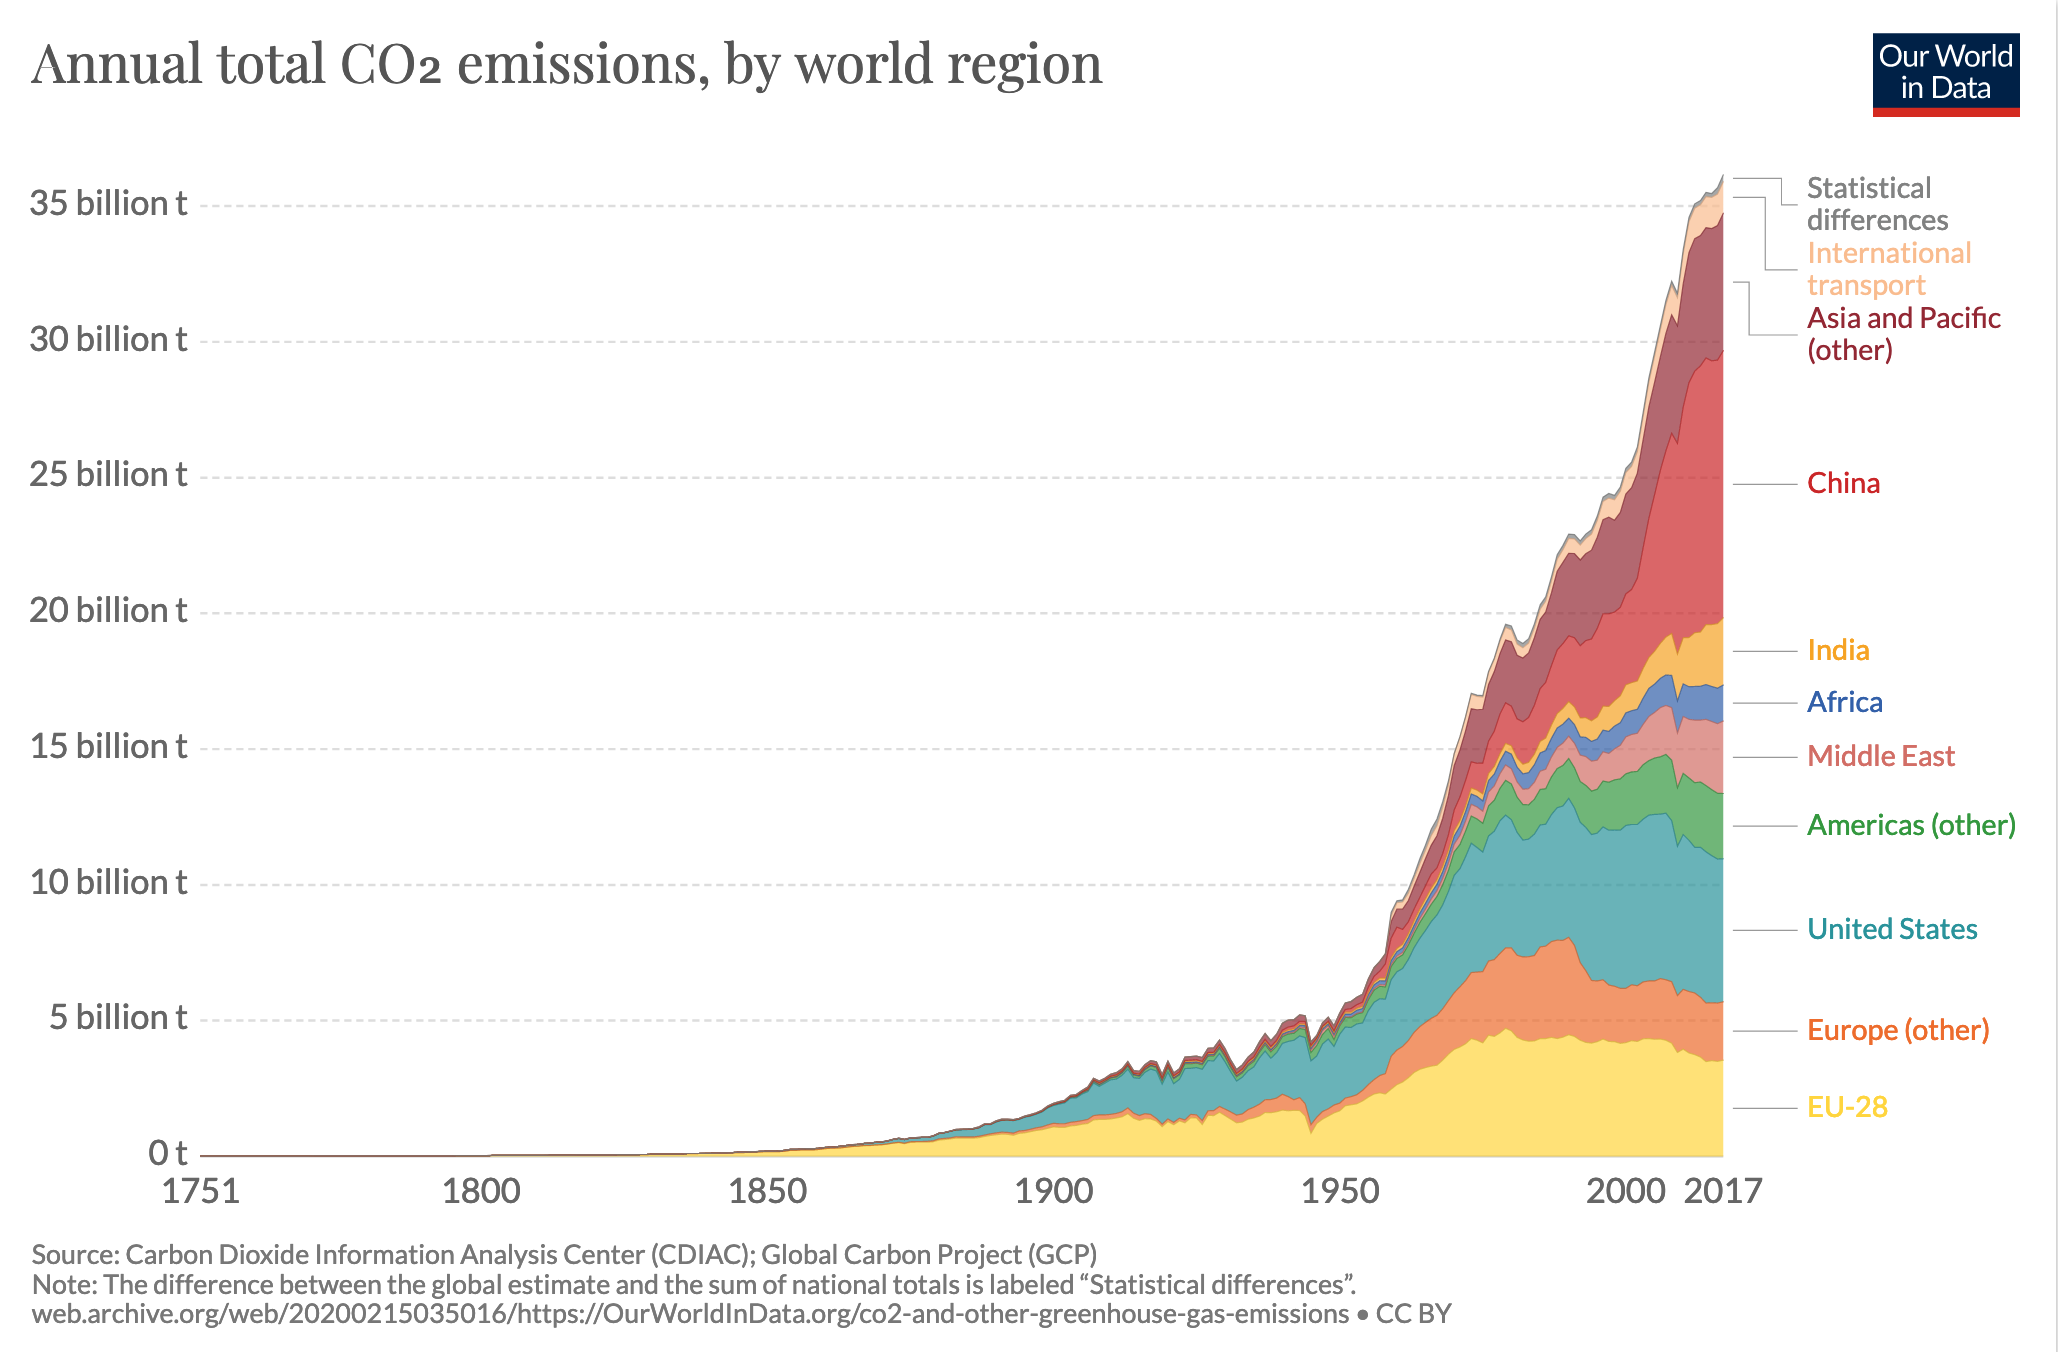 Annual total CO2 emissions, by world region
Our World
in Data
35 billion t
30 billion t
25 billion t
20 billion t
15 billion t
10 billion t
5 billion t
0 t
1751
1800
1850
1900
1950
2000
2017
Statistical
differences
International
transport
Asia and Pacific
(other)
China
India
Africa
Middle East
Americas (other)
United States
Europe (other)
EU-28
Source: Carbon Dioxide Information Analysis Center (CDIAC); Global Carbon Project (GCP)
Note: The difference between the global estimate and the sum of national totals is labeled “Statistical differences”.
web.archive.org/web/20200215035016/https://OurWorldInData.org/co2-and-other-greenhouse-gas-emissions • CC BY